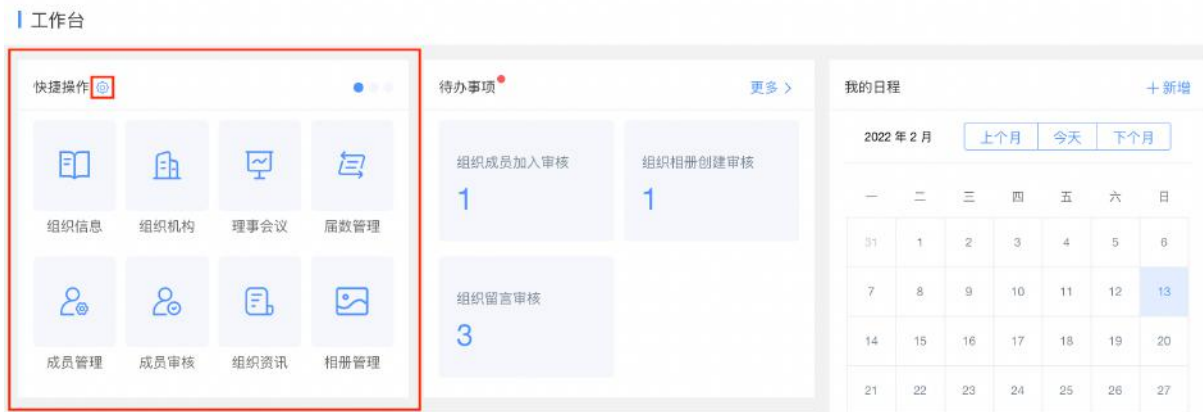 工作台
快捷操作
组织信息 组织机构 理事会议 届数管理
成员管理 成员审核 组织资讯 相册管理
待办事项 更多 >
组织成员加入审核 组织相册创建审核
1 1
组织留言审核
3
我的日程 +新增
2022 年 2 月 上个月 今天 下个月
一 二 三 四 五 六 日
31 1 2 3 4 5 6
7 8 9 10 11 12 13
14 15 16 17 18 19 20
21 22 23 24 25 26 27